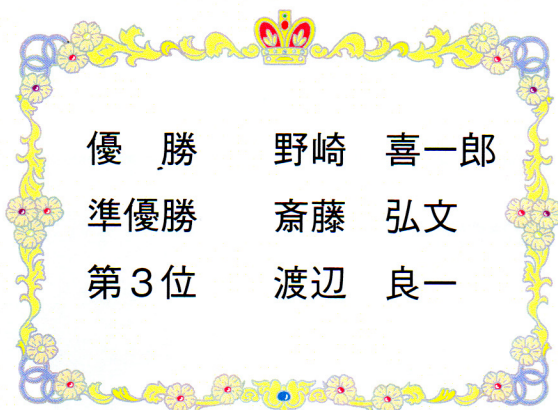 優　勝　　野崎　喜一郎
準優勝　　斎藤　弘文
第３位　　渡辺　良一